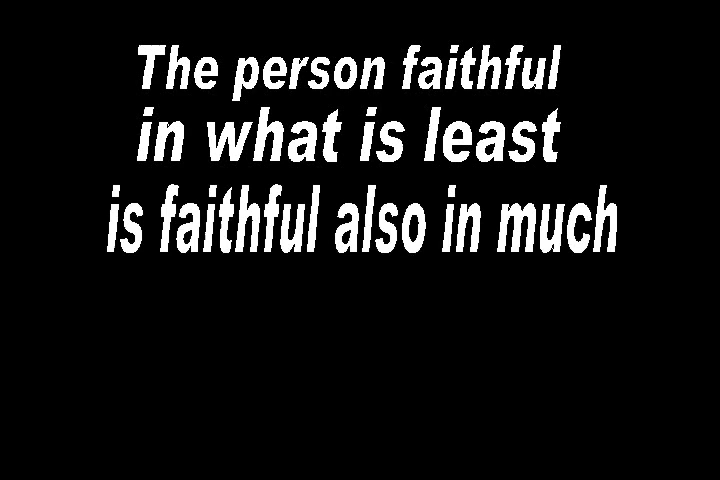 The person faithful
in what is least
is faithful also in much